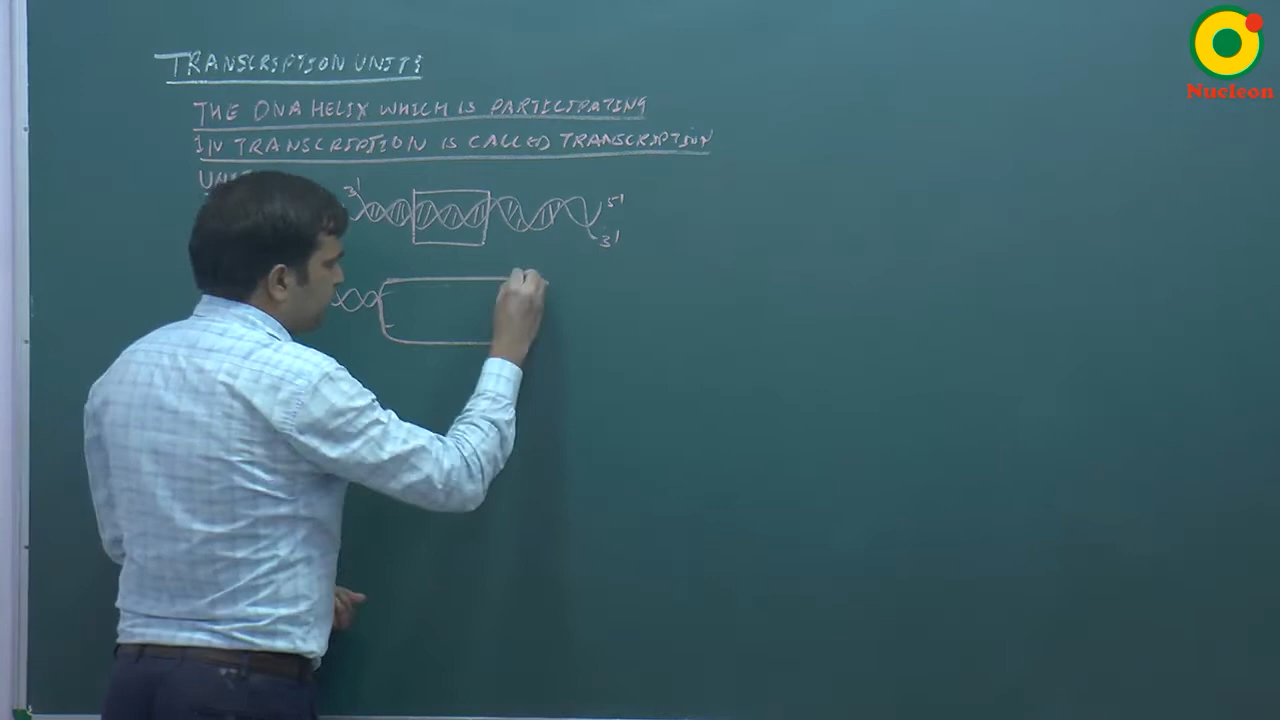 TRANSCRIPTION UNIT:
THE DNA HELIX WHICH IS PARTICIPATING
IN TRANSCRIPTION IS CALLED TRANSCRIPTION
3' 5'
3'
Nucleon